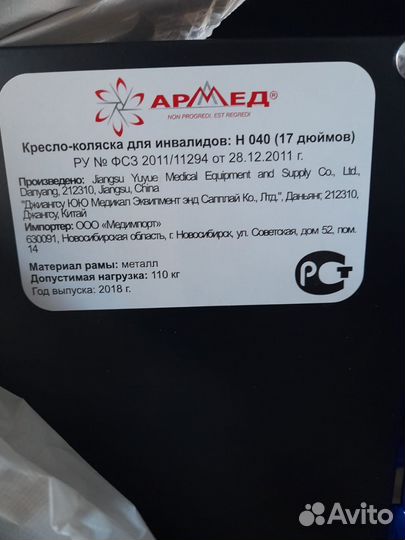 АРМЕД®
NON PROGREDI, EST REGREDI
Кресло-коляска для инвалидов: Н 040 (17 дюймов)
РУ № ФСЗ 2011/11294 от 28.12.2011 г.
Произведено: Jiangsu Yuyue Medical Equipment and Supply Co., Ltd.,
Danyang, 212310, Jiangsu, China
"Джиангсу ЮЮ Медикал Эквипмент энд Сапплай Ко., Лтд.", Даньянг, 212310,
Джангсу, Китай
Импортер: ООО «Медимпорт»
630091, Новосибирская область, г. Новосибирск, ул. Советская, дом 52, пом.
14
Материал рамы: металл
Допустимая нагрузка: 110 кг
Год выпуска: 2018 г.
РСТ
Avito